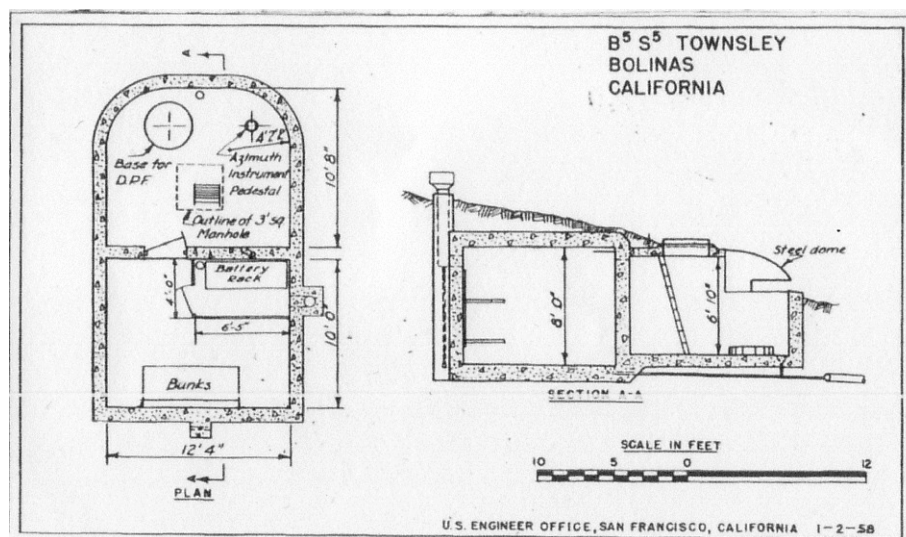 B⁵ S⁵ TOWNSLEY
BOLINAS
CALIFORNIA
A
4'7"R
Azimuth
Instrument
Pedestal
Base for
D.P.F.
Outline of 3' sq
Manhole
10' 8"
Battery
Rack
4'-0"
6'-5"
10' 0"
Bunks
12' 4"
PLAN
Steel dome
8' 0"
6' 10"
SECTION A-A
SCALE IN FEET
10 5 0 12
U.S. ENGINEER OFFICE, SAN FRANCISCO, CALIFORNIA 1-2-58